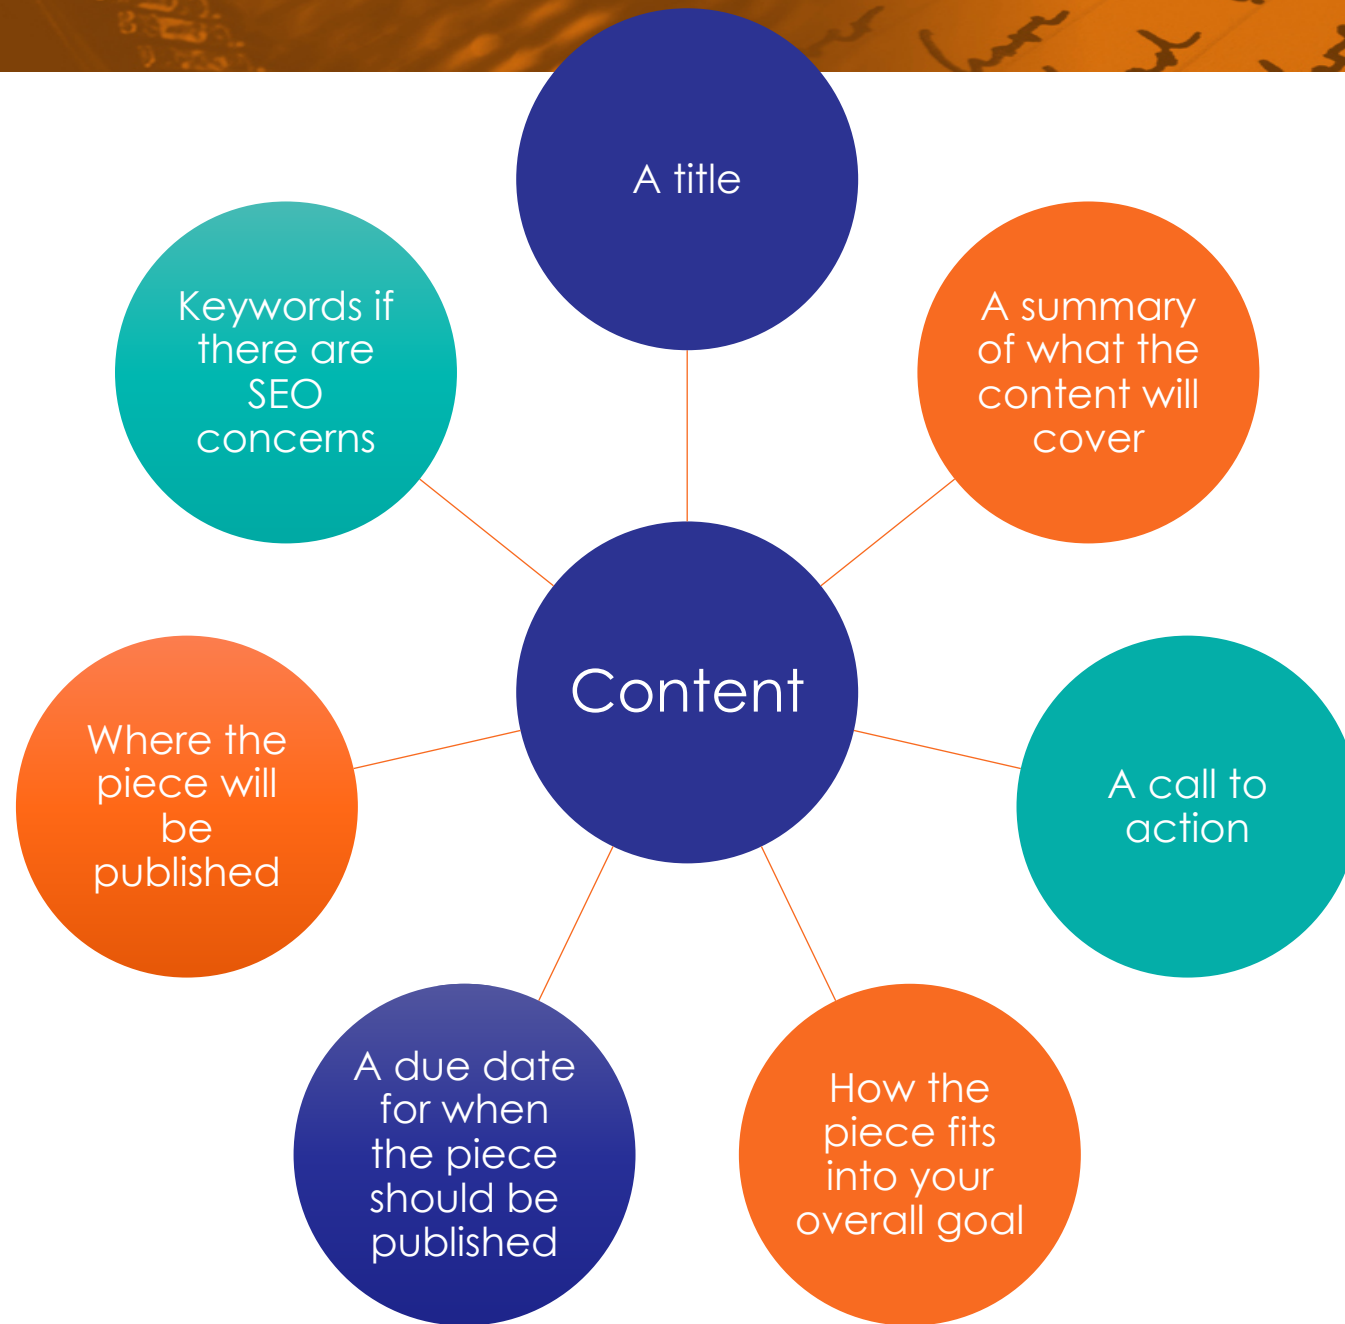 A title
A summary
of what the
content will
cover
A call to
action
How the
piece fits
into your
overall goal
A due date
for when
the piece
should be
published
Where the
piece will
be
published
Keywords if
there are
SEO
concerns
Content